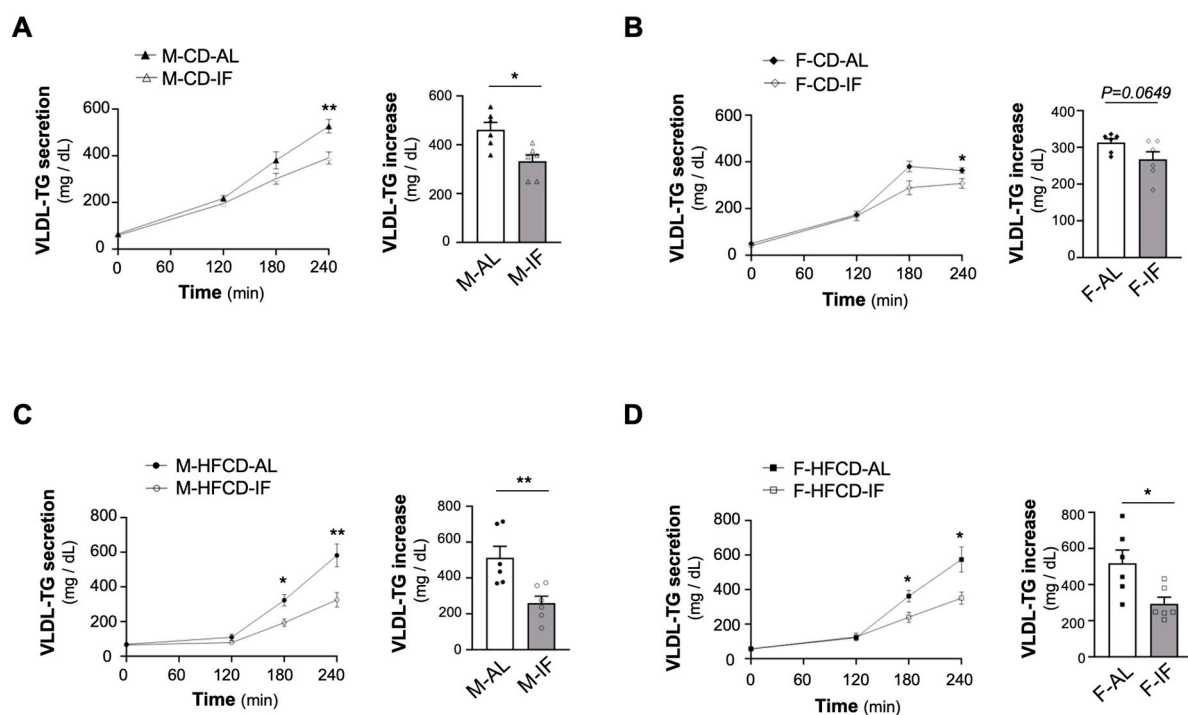 A
M-CD-AL
M-CD-IF
VLDL-TG secretion
(mg / dL)
600
400
200
0
**
0 60 120 180 240
Time (min)
VLDL-TG increase
(mg / dL)
600
400
200
0
*
M-AL
M-IF
B
F-CD-AL
F-CD-IF
VLDL-TG secretion
(mg / dL)
600
400
200
0
*
0 60 120 180 240
Time (min)
VLDL-TG increase
(mg / dL)
400
300
200
100
0
P=0.0649
F-AL
F-IF
C
M-HFCD-AL
M-HFCD-IF
VLDL-TG secretion
(mg / dL)
800
600
400
200
0
*
**
0 60 120 180 240
Time (min)
VLDL-TG increase
(mg / dL)
800
600
400
200
0
**
M-AL
M-IF
D
F-HFCD-AL
F-HFCD-IF
VLDL-TG secretion
(mg / dL)
800
600
400
200
0
*
*
0 60 120 180 240
Time (min)
VLDL-TG increase
(mg / dL)
800
600
400
200
0
*
F-AL
F-IF